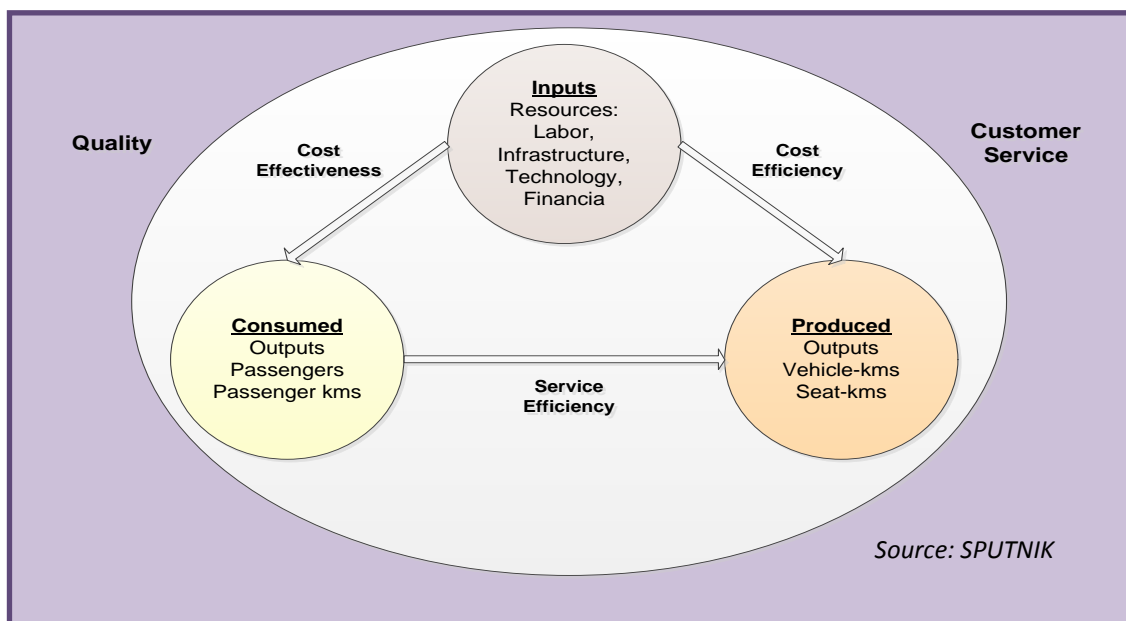 Inputs
Resources:
Labor,
Infrastructure,
Technology,
Financia
Quality
Customer
Service
Cost
Effectiveness
Cost
Efficiency
Consumed
Outputs
Passengers
Passenger kms
Produced
Outputs
Vehicle-kms
Seat-kms
Service
Efficiency
Source: SPUTNIK